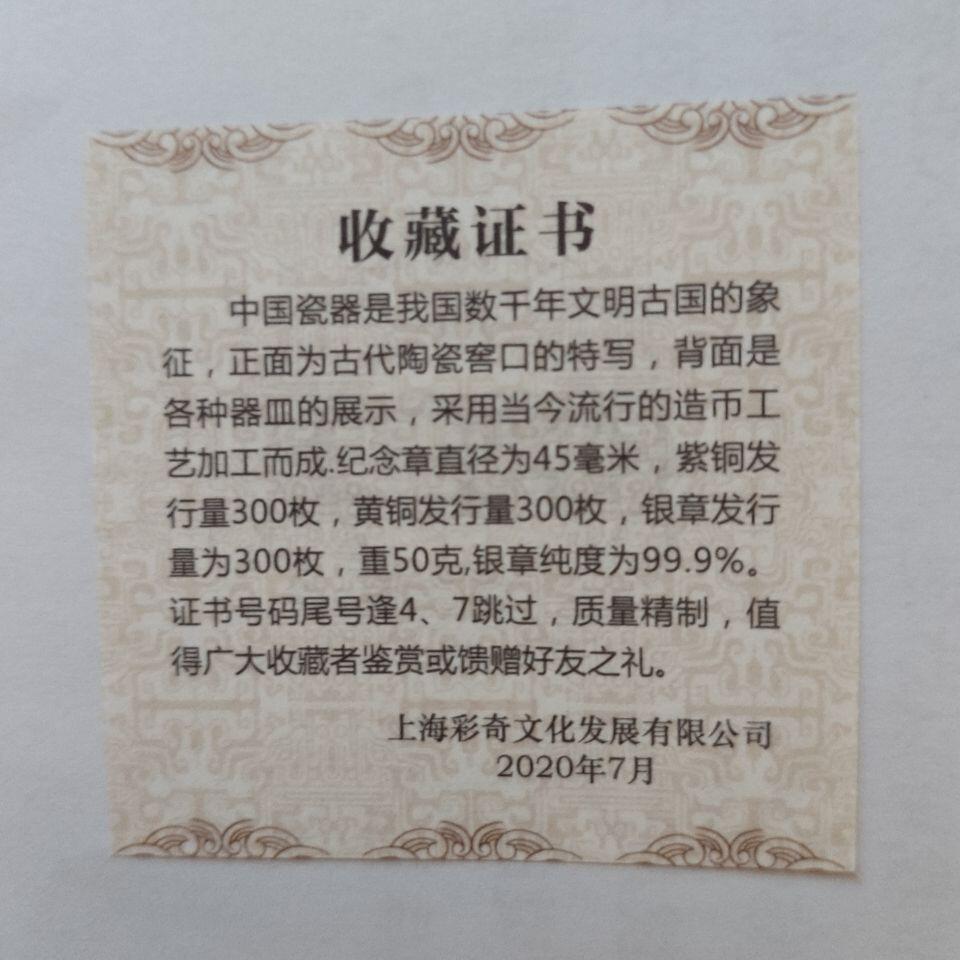 收藏证书
中国瓷器是我国数千年文明古国的象
征，正面为古代陶瓷窖口的特写，背面是
各种器皿的展示，采用当今流行的造币工
艺加工而成.纪念章直径为45毫米，紫铜发
行量300枚，黄铜发行量300枚，银章发行
量为300枚，重50克,银章纯度为99.9%。
证书号码尾号逢4、7跳过，质量精制，值
得广大收藏者鉴赏或馈赠好友之礼。
上海彩奇文化发展有限公司
2020年7月